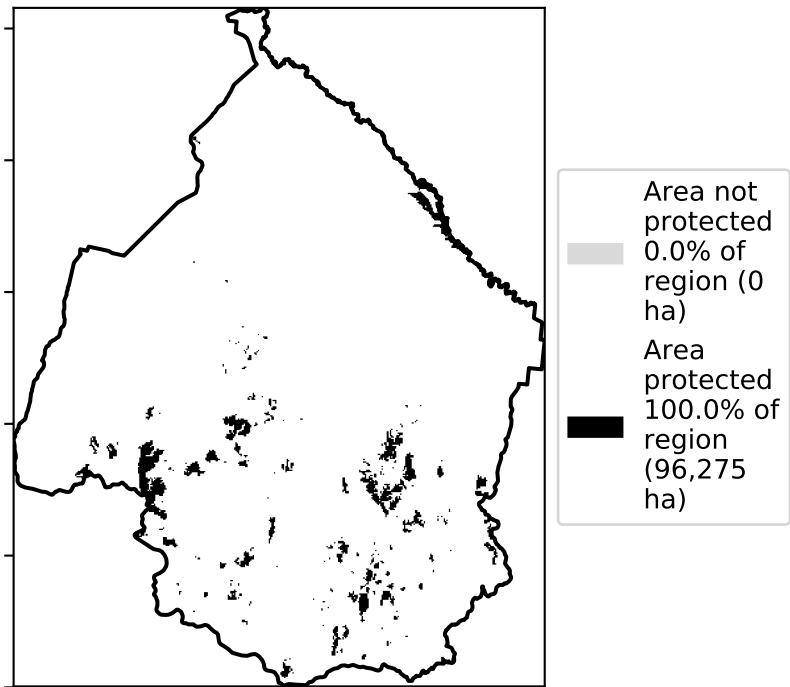 Area not
protected
0.0% of
region (0
ha)
Area
protected
100.0% of
region
(96,275
ha)